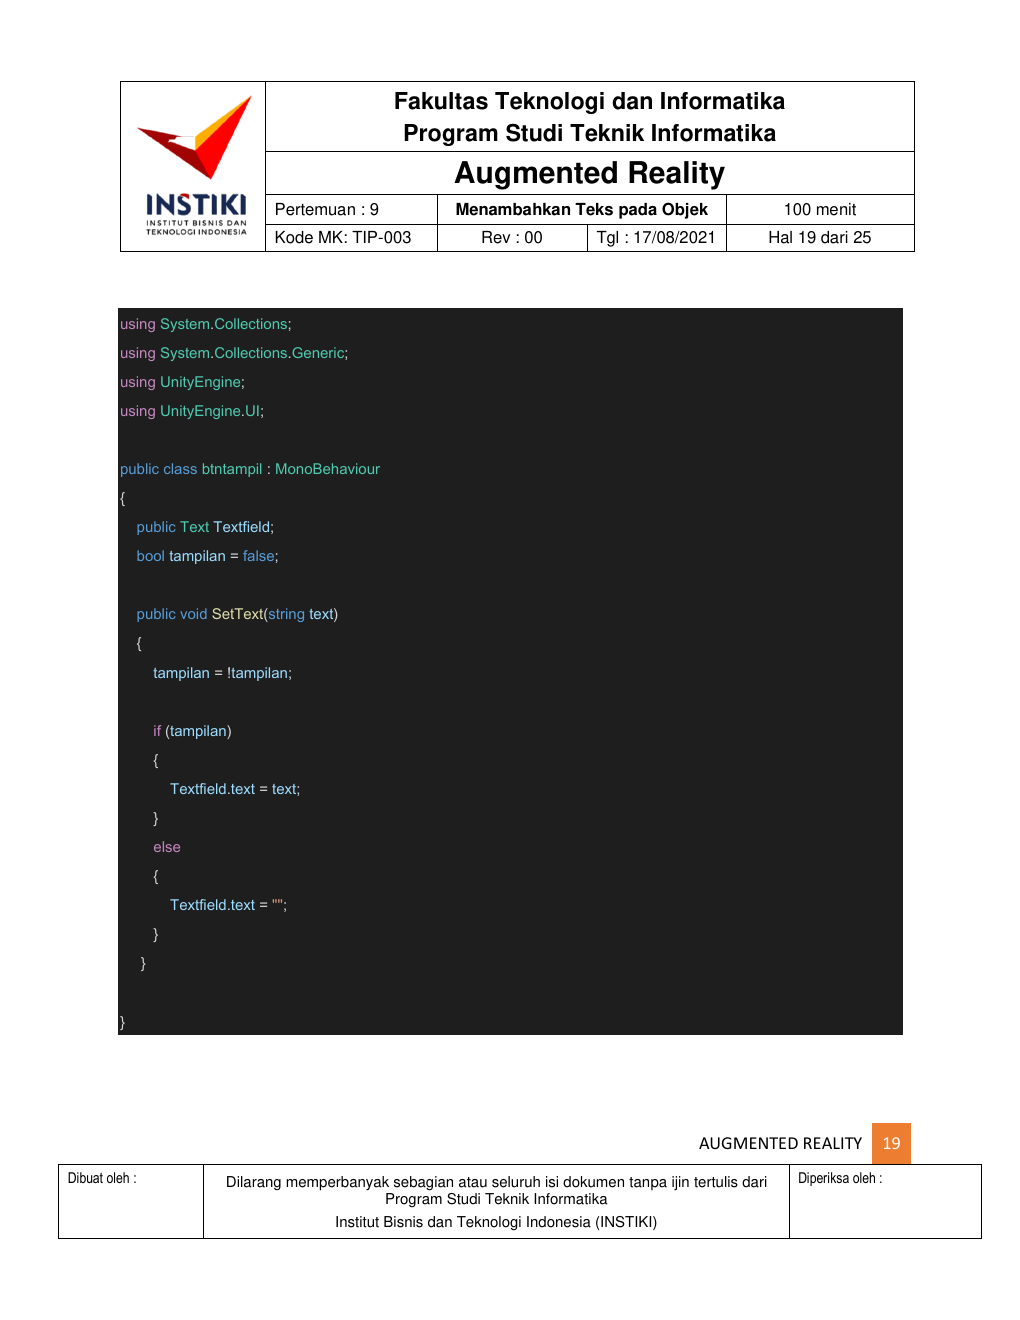 Fakultas Teknologi dan Informatika
Program Studi Teknik Informatika
Augmented Reality
INSTIKI
INSTITUT BISNIS DAN
TEKNOLOGI INDONESIA
Pertemuan : 9
Menambahkan Teks pada Objek
100 menit
Kode MK: TIP-003
Rev : 00
Tgl : 17/08/2021
Hal 19 dari 25
using System.Collections;
using System.Collections.Generic;
using UnityEngine;
using UnityEngine.UI;
public class btntampil : MonoBehaviour
{
    public Text Textfield;
    bool tampilan = false;
    public void SetText(string text)
    {
        tampilan = !tampilan;
        if (tampilan)
        {
            Textfield.text = text;
        }
        else
        {
            Textfield.text = "";
        }
    }
}
AUGMENTED REALITY 19
Dibuat oleh :
Dilarang memperbanyak sebagian atau seluruh isi dokumen tanpa ijin tertulis dari
Program Studi Teknik Informatika
Institut Bisnis dan Teknologi Indonesia (INSTIKI)
Diperiksa oleh :